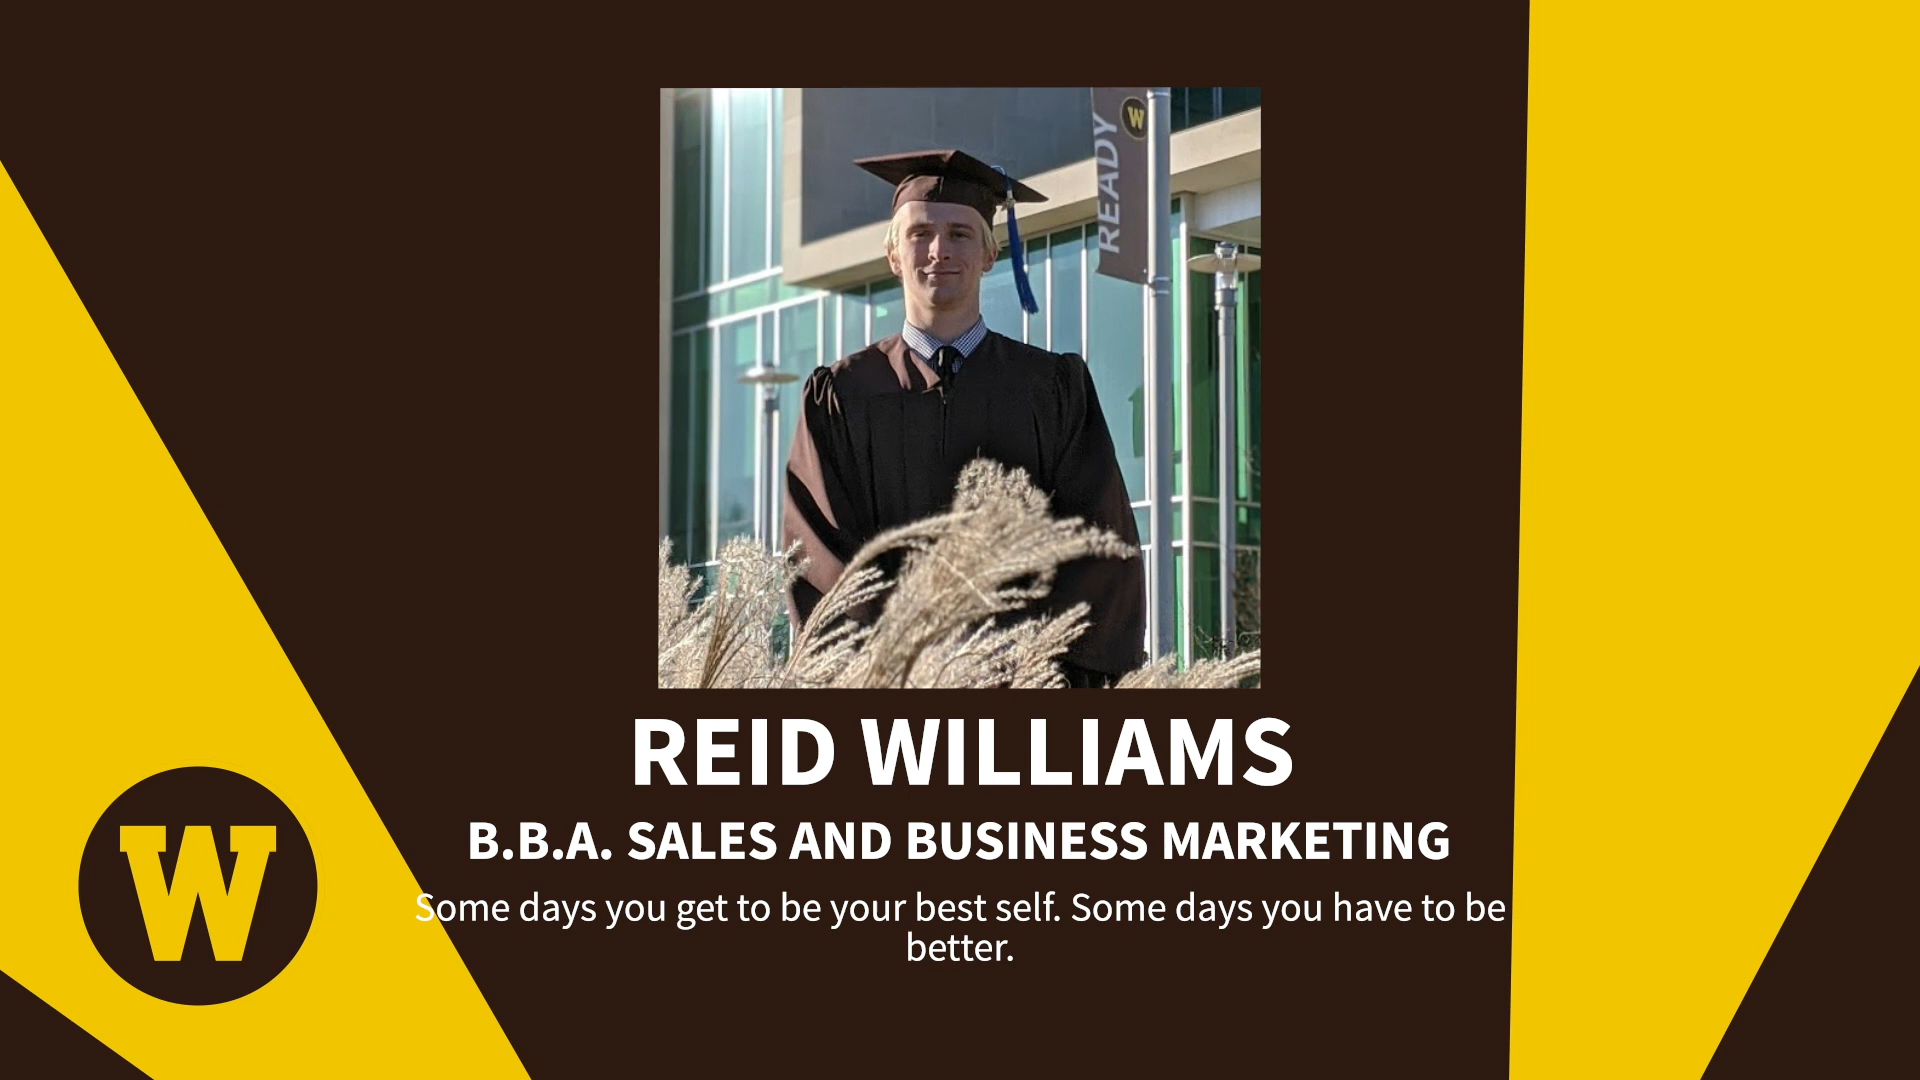 W
READY
REID WILLIAMS
B.B.A. SALES AND BUSINESS MARKETING
Some days you get to be your best self. Some days you have to be
better.
W